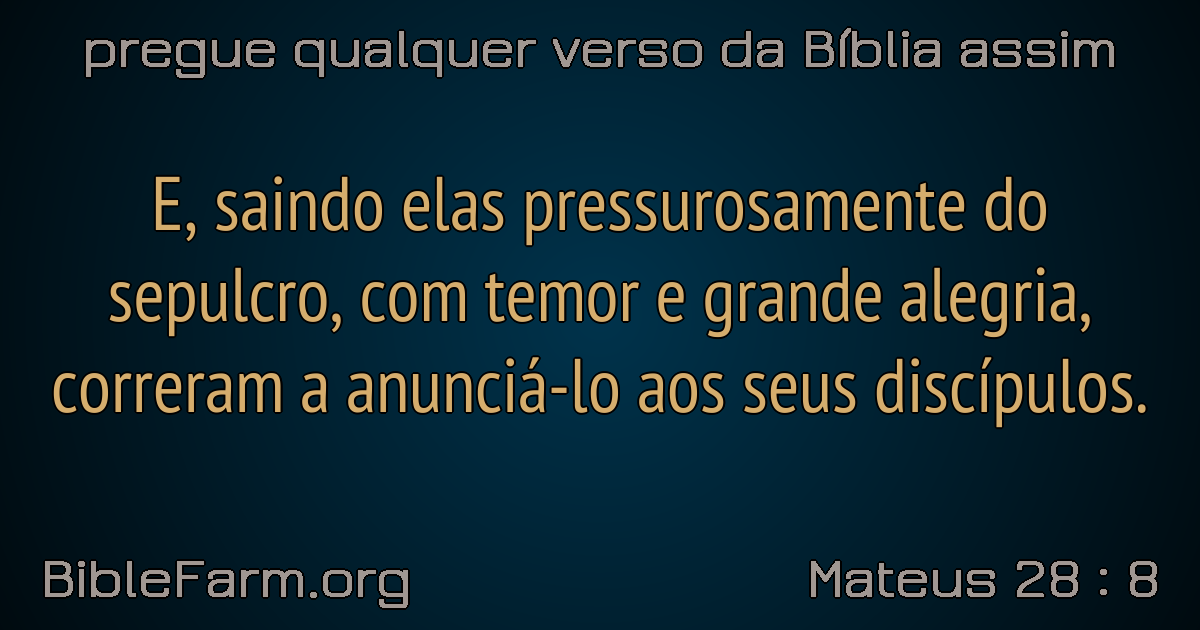 pregue qualquer verso da Bíblia assim
E, saindo elas pressurosamente do
sepulcro, com temor e grande alegria,
correram a anunciá-lo aos seus discípulos.
BibleFarm.org
Mateus 28 : 8